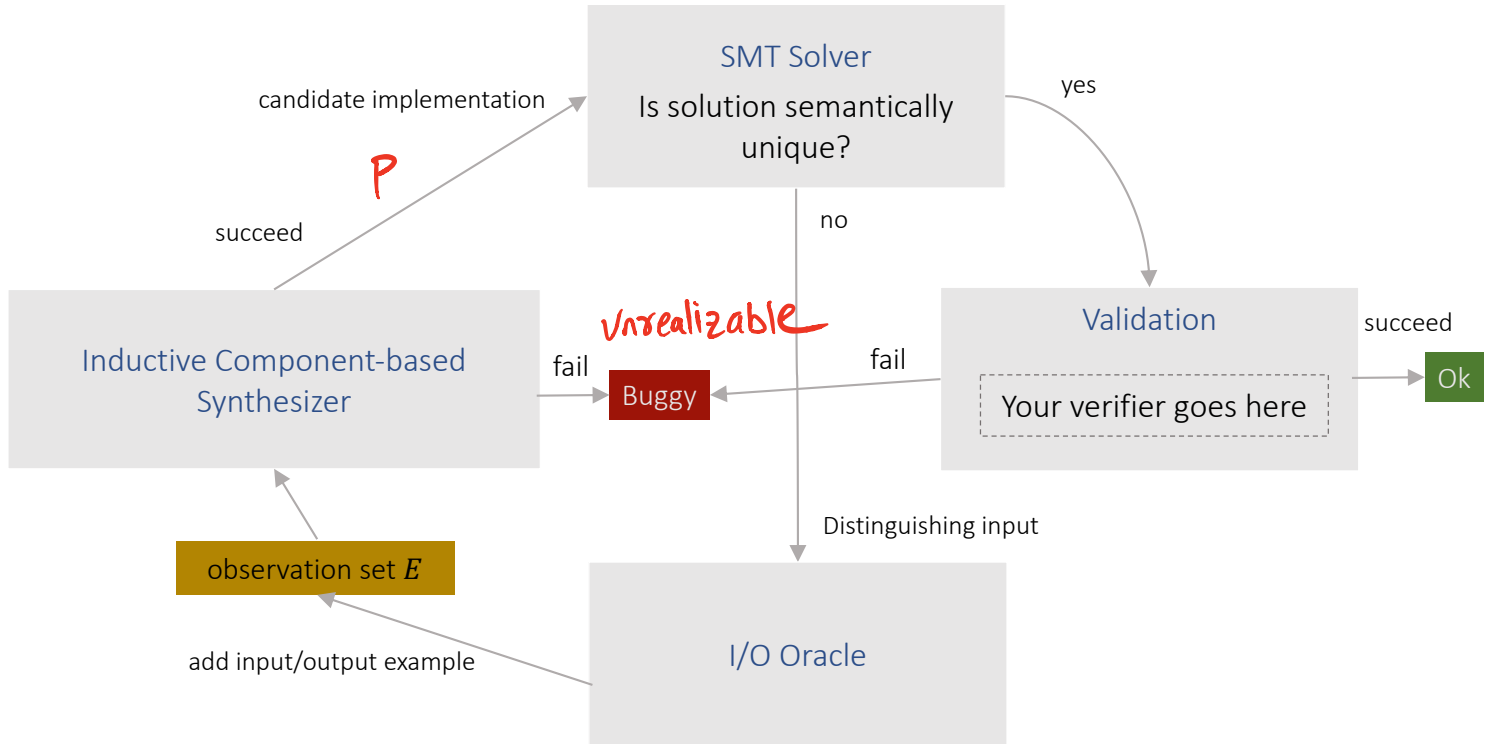 SMT Solver
Is solution semantically
unique?
candidate implementation
yes
P
succeed
no
Unrealizable
Inductive Component-based
Synthesizer
fail
Buggy
fail
Validation
Your verifier goes here
succeed
Ok
Distinguishing input
observation set E
add input/output example
I/O Oracle